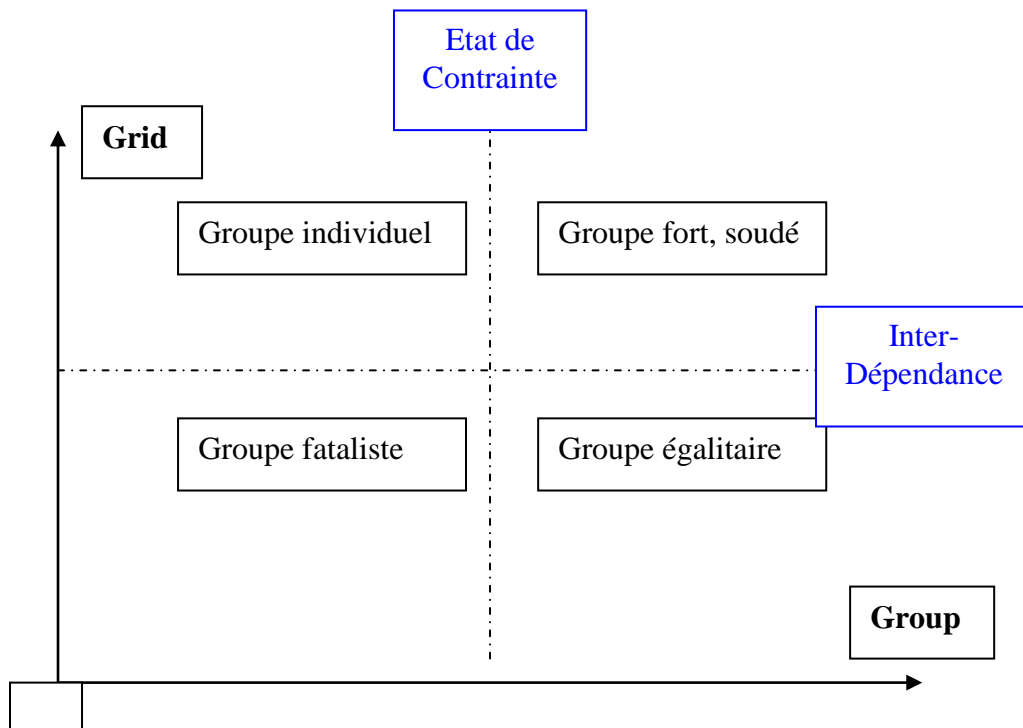 Etat de
Contrainte
Grid
Groupe individuel
Groupe fort, soudé
Inter-
Dépendance
Groupe fataliste
Groupe égalitaire
Group